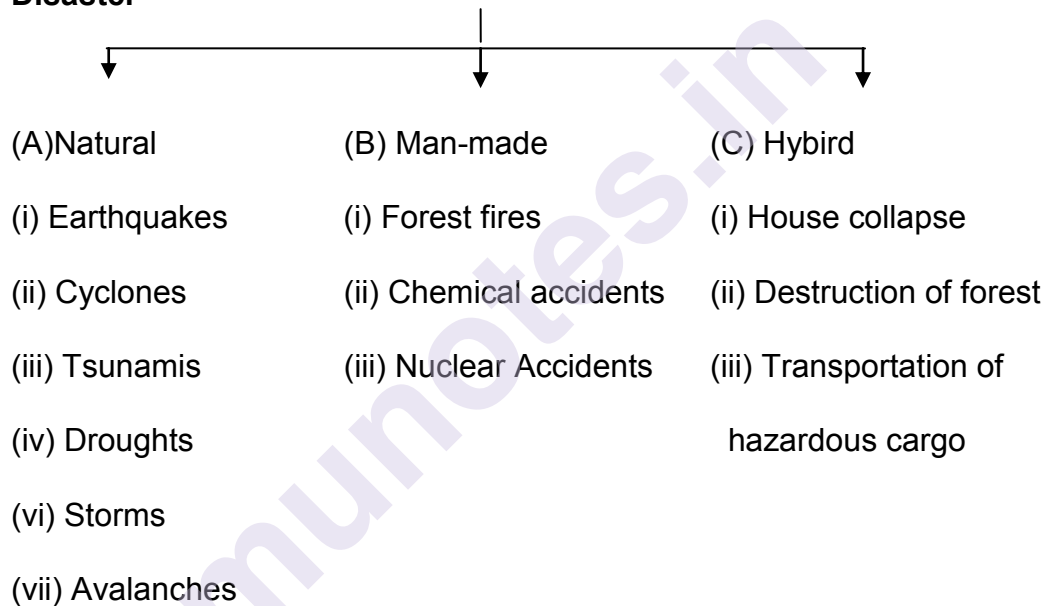 Disaster
(A)Natural (B) Man-made (C) Hybird
(i) Earthquakes (i) Forest fires (i) House collapse
(ii) Cyclones (ii) Chemical accidents (ii) Destruction of forest
(iii) Tsunamis (iii) Nuclear Accidents (iii) Transportation of
(iv) Droughts hazardous cargo
(vi) Storms
(vii) Avalanches
munotes.in